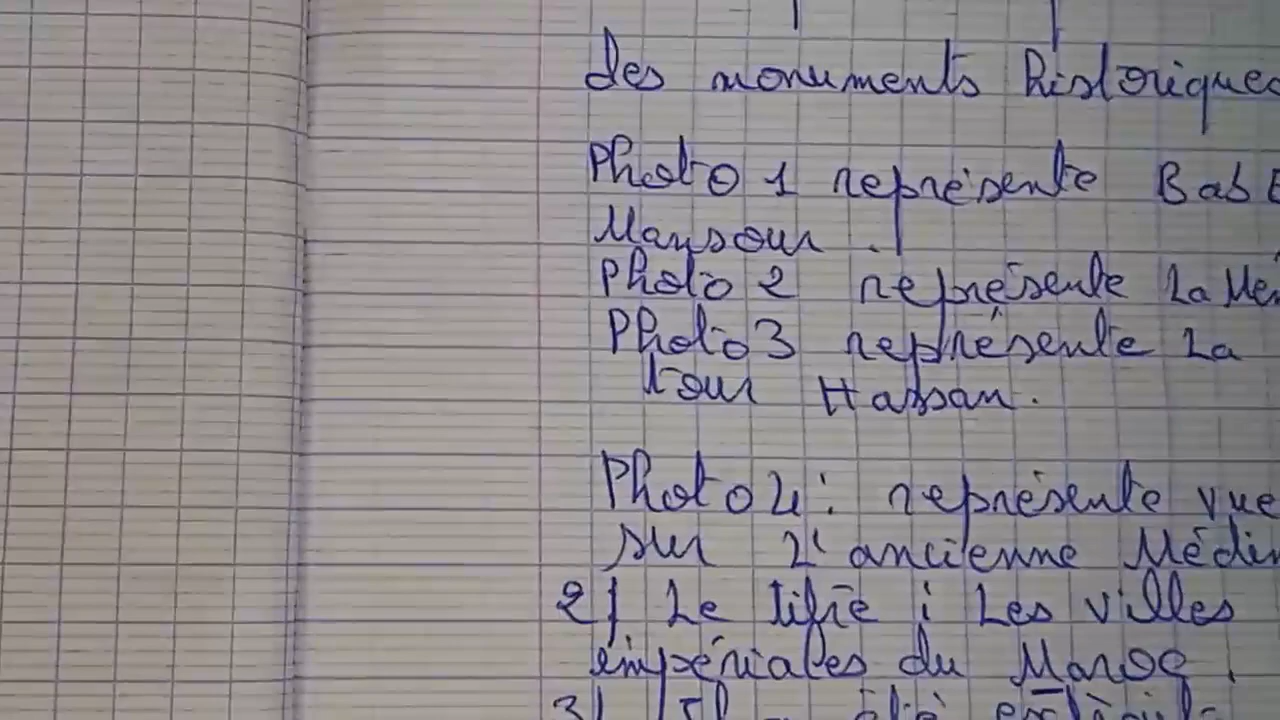 des monuments historiques
Photo 1 représente Bab
Mansour .
Photo 2 représente La
Photo 3 représente La
tour Hassan.
Photo 4 : représente vue
sur l'ancienne
2) Le titre : Les villes
impériales du Maroc .
3)